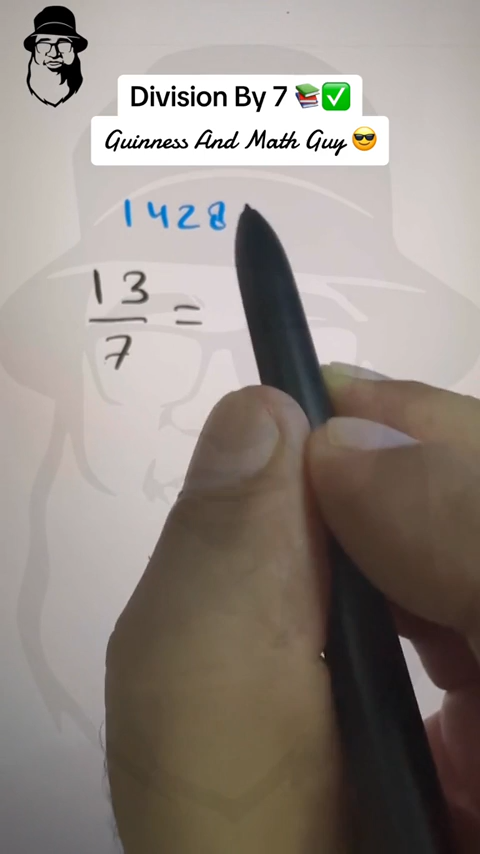 Division By 7 📚✅
Guinness And Math Guy 😎
1428
13
7 =